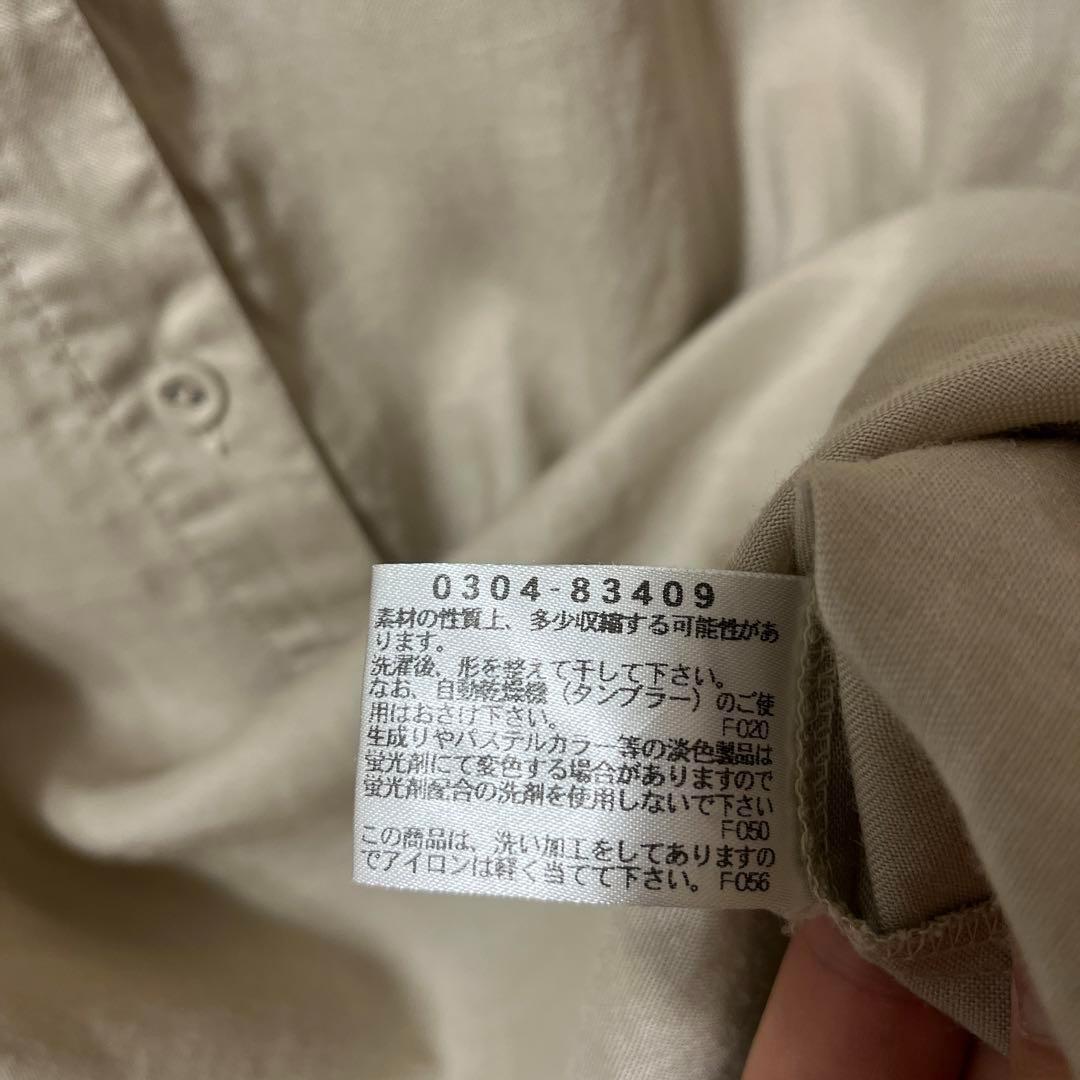 0304-83409
素材の性質上、多少収縮する可能性があ
ります。
洗濯後、形を整えて干して下さい。
なお、自動乾燥機（タンブラー）のご使
用はおさけ下さい。 F020
生成りやパステルカラー等の淡色製品は
蛍光剤にて変色する場合がありますので
蛍光剤配合の洗剤を使用しないで下さい
F050
この商品は、洗い加工をしてありますの
でアイロンは軽く当てて下さい。 F056